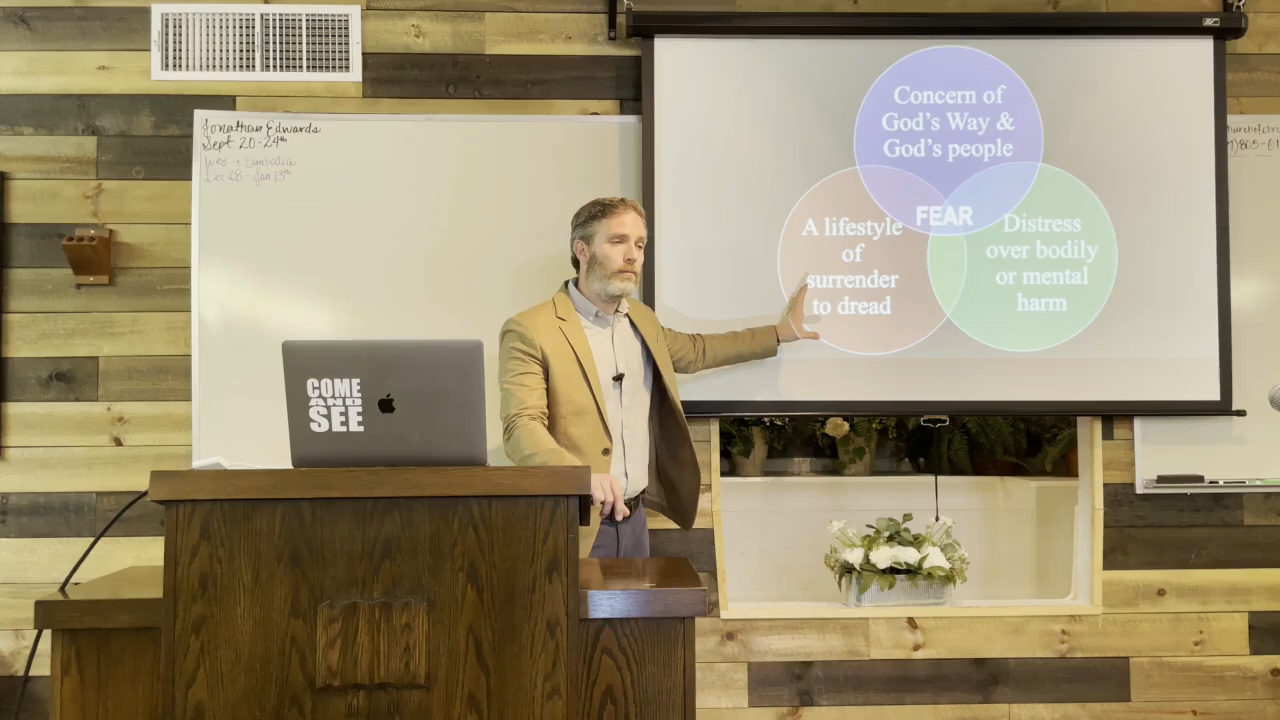 Jonathan Edwards
Sept 20-24th
Wes → Cambodia
Dec 28 - Jan 13th
COME
AND
SEE
Concern of
God's Way &
God's people
FEAR
A lifestyle
of
surrender
to dread
Distress
over bodily
or mental
harm